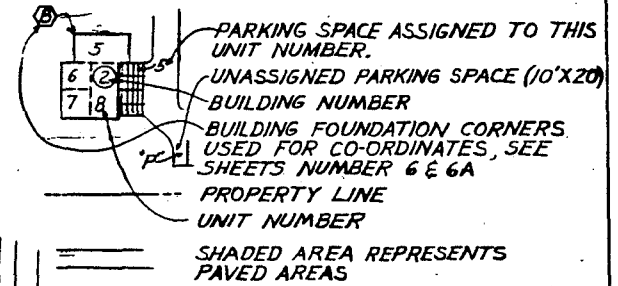 B
5
6 2
7 8
5
"PC"
PARKING SPACE ASSIGNED TO THIS
UNIT NUMBER.
UNASSIGNED PARKING SPACE (10'X20')
BUILDING NUMBER
BUILDING FOUNDATION CORNERS
USED FOR CO-ORDINATES, SEE
SHEETS NUMBER 6 & 6A
PROPERTY LINE
UNIT NUMBER
SHADED AREA REPRESENTS
PAVED AREAS